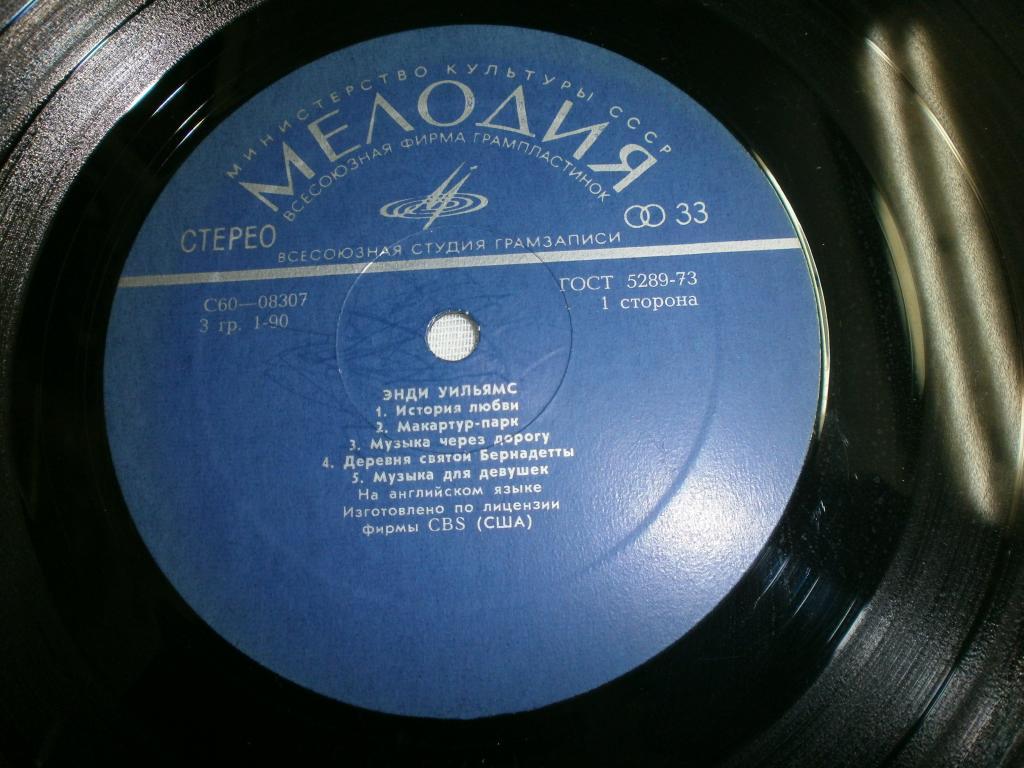 МИНИСТЕРСТВО КУЛЬТУРЫ СССР
МЕЛОДИЯ
ВСЕСОЮЗНАЯ ФИРМА ГРАМПЛАСТИНОК
СТЕРЕО
33
ВСЕСОЮЗНАЯ СТУДИЯ ГРАМЗАПИСИ
С60—08307
3 гр. 1-90
ГОСТ 5289-73
1 сторона
ЭНДИ УИЛЬЯМС
1. История любви
2. Макартур-парк
3. Музыка через дорогу
4. Деревня святой Бернадетты
5. Музыка для девушек
На английском языке
Изготовлено по лицензии
фирмы CBS (США)